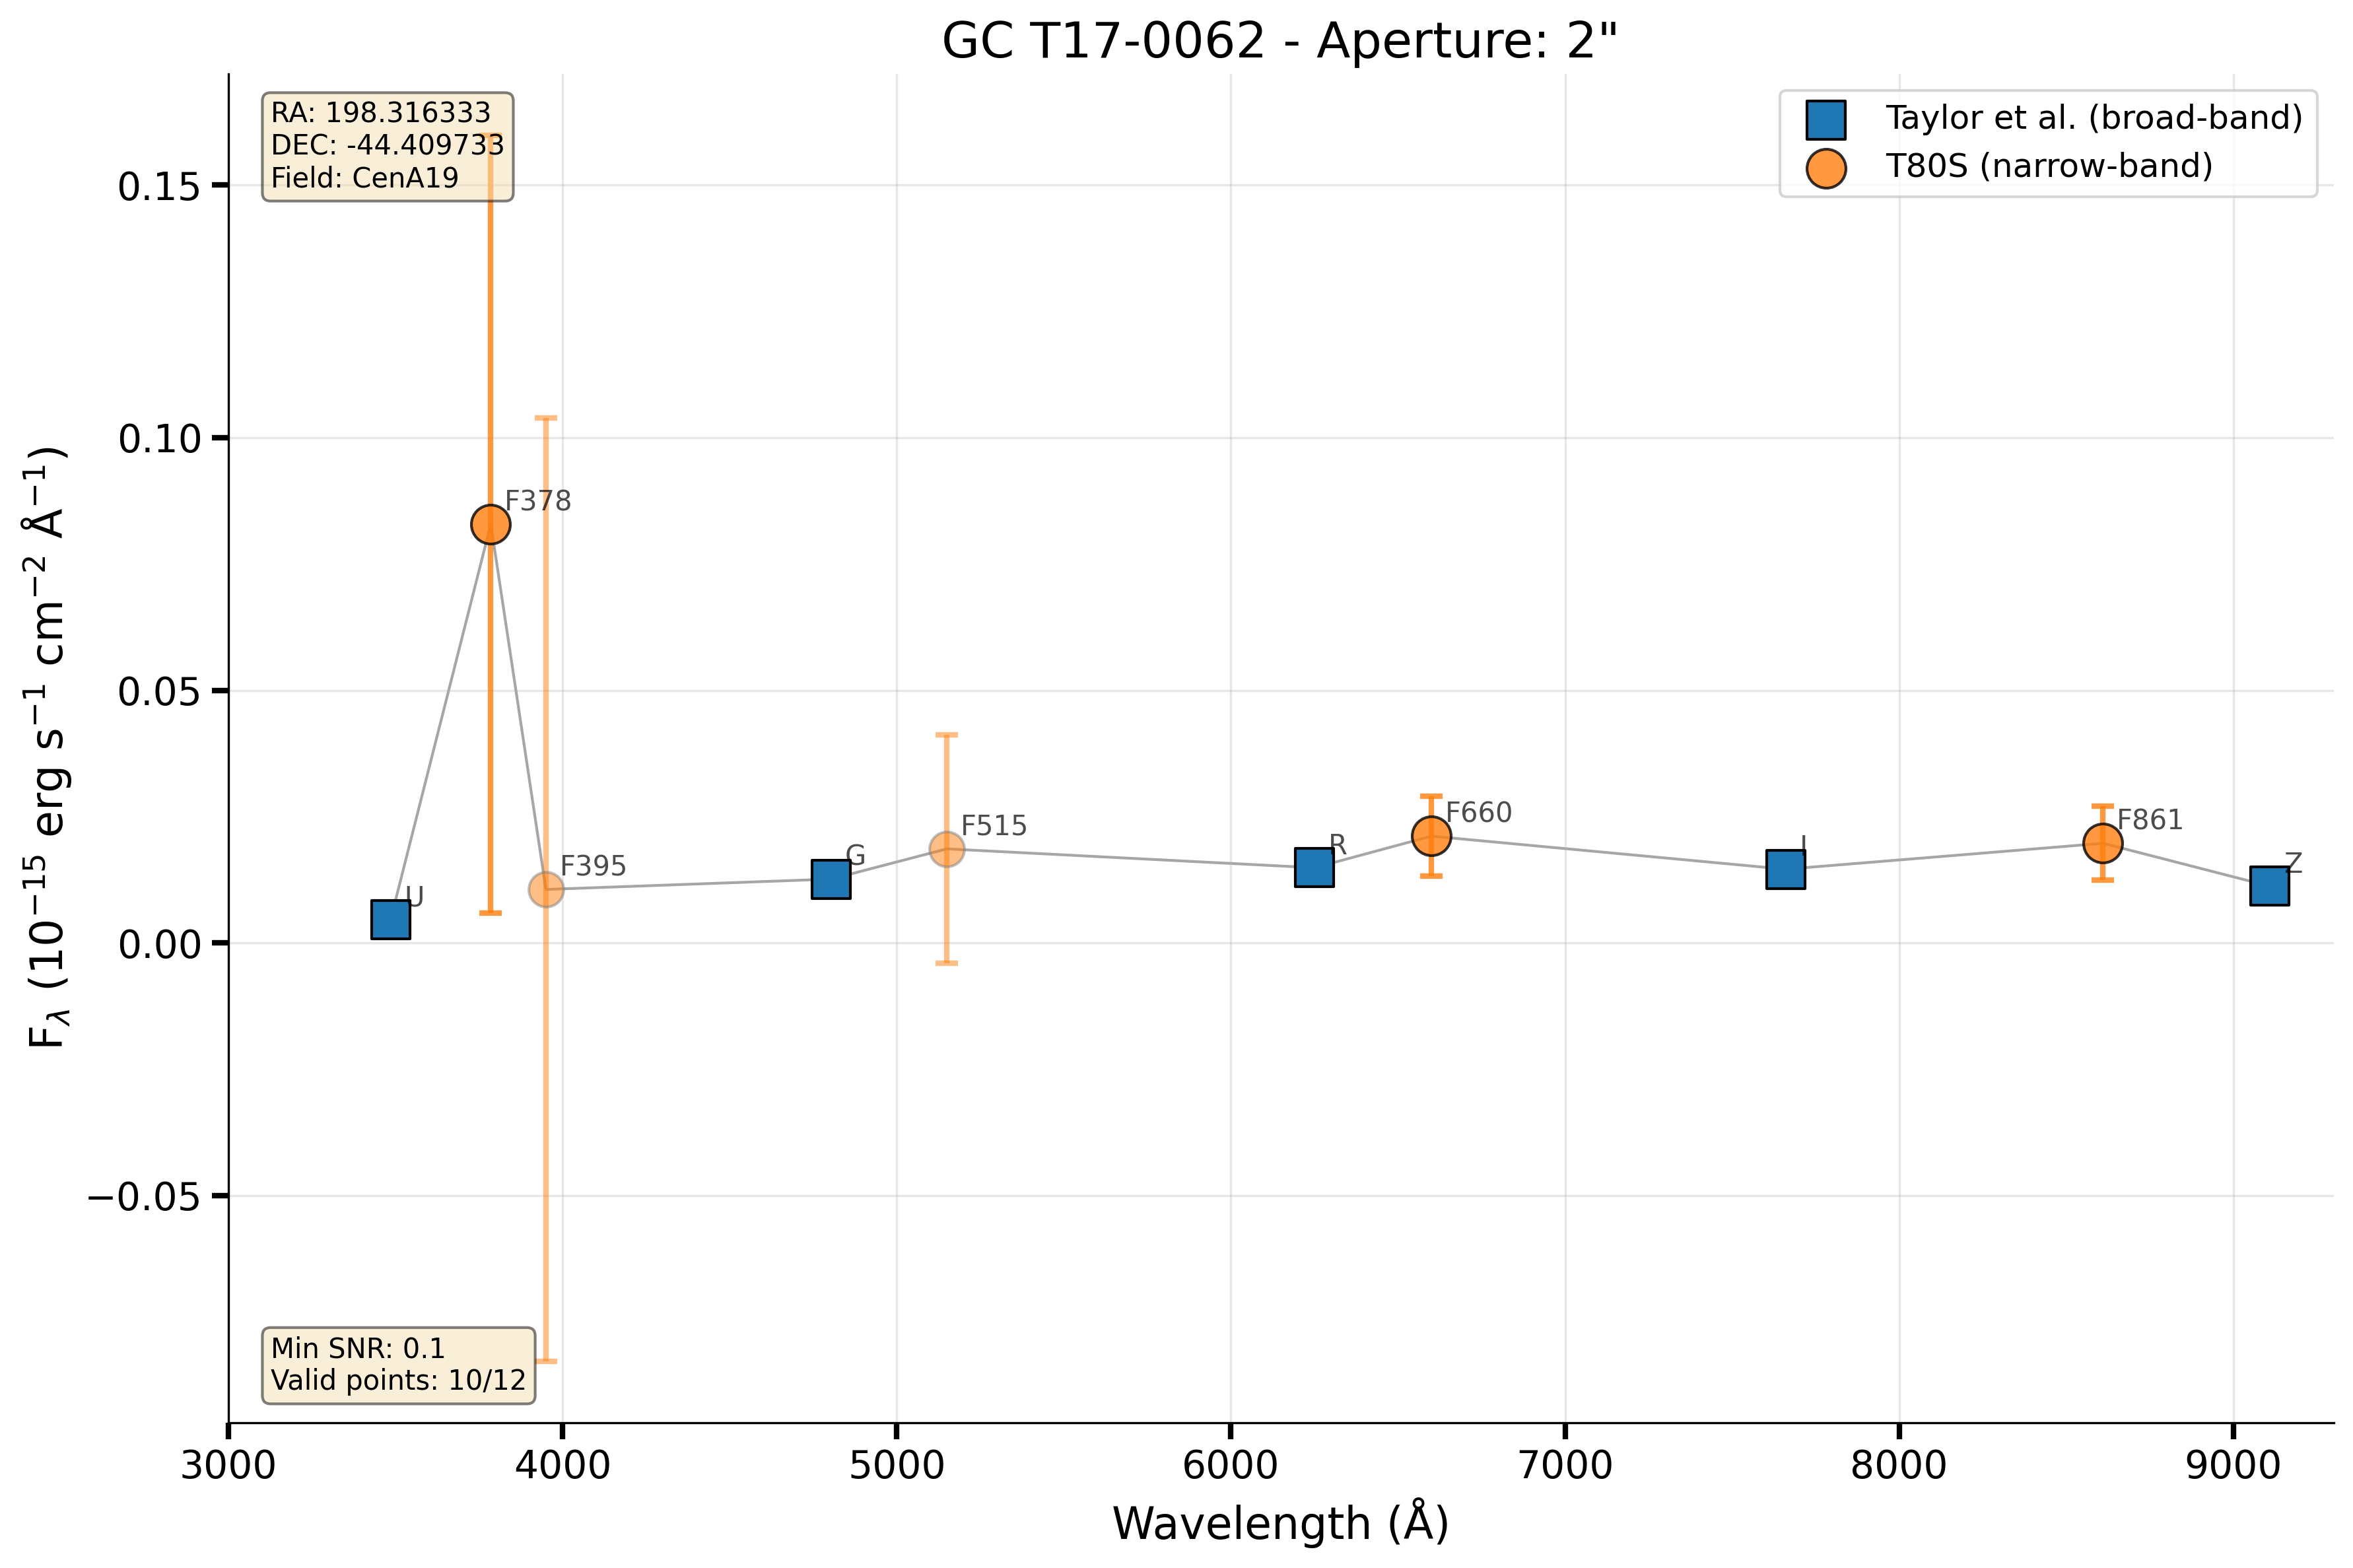 GC T17-0062 - Aperture: 2"
RA: 198.316333
DEC: -44.409733
Field: CenA19
Taylor et al. (broad-band)
T80S (narrow-band)
0.15
0.10
0.05
0.00
−0.05
F_λ (10⁻¹⁵ erg s⁻¹ cm⁻² Å⁻¹)
U
F378
F395
G
F515
R
F660
I
F861
Z
Min SNR: 0.1
Valid points: 10/12
3000 4000 5000 6000 7000 8000 9000
Wavelength (Å)